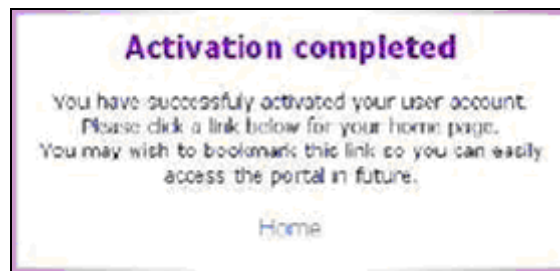 Activation completed
You have successfuly activated your user account.
Please click a link below for your home page.
You may wish to bookmark this link so you can easily
access the portal in future.
Home